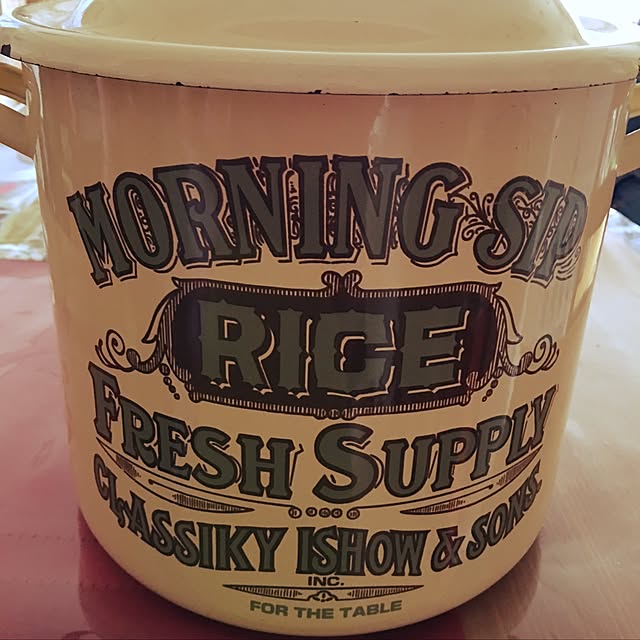 MORNING SIP
RICE
FRESH SUPPLY
CLASSIKY ISHOW & SONS.
INC.
FOR THE TABLE